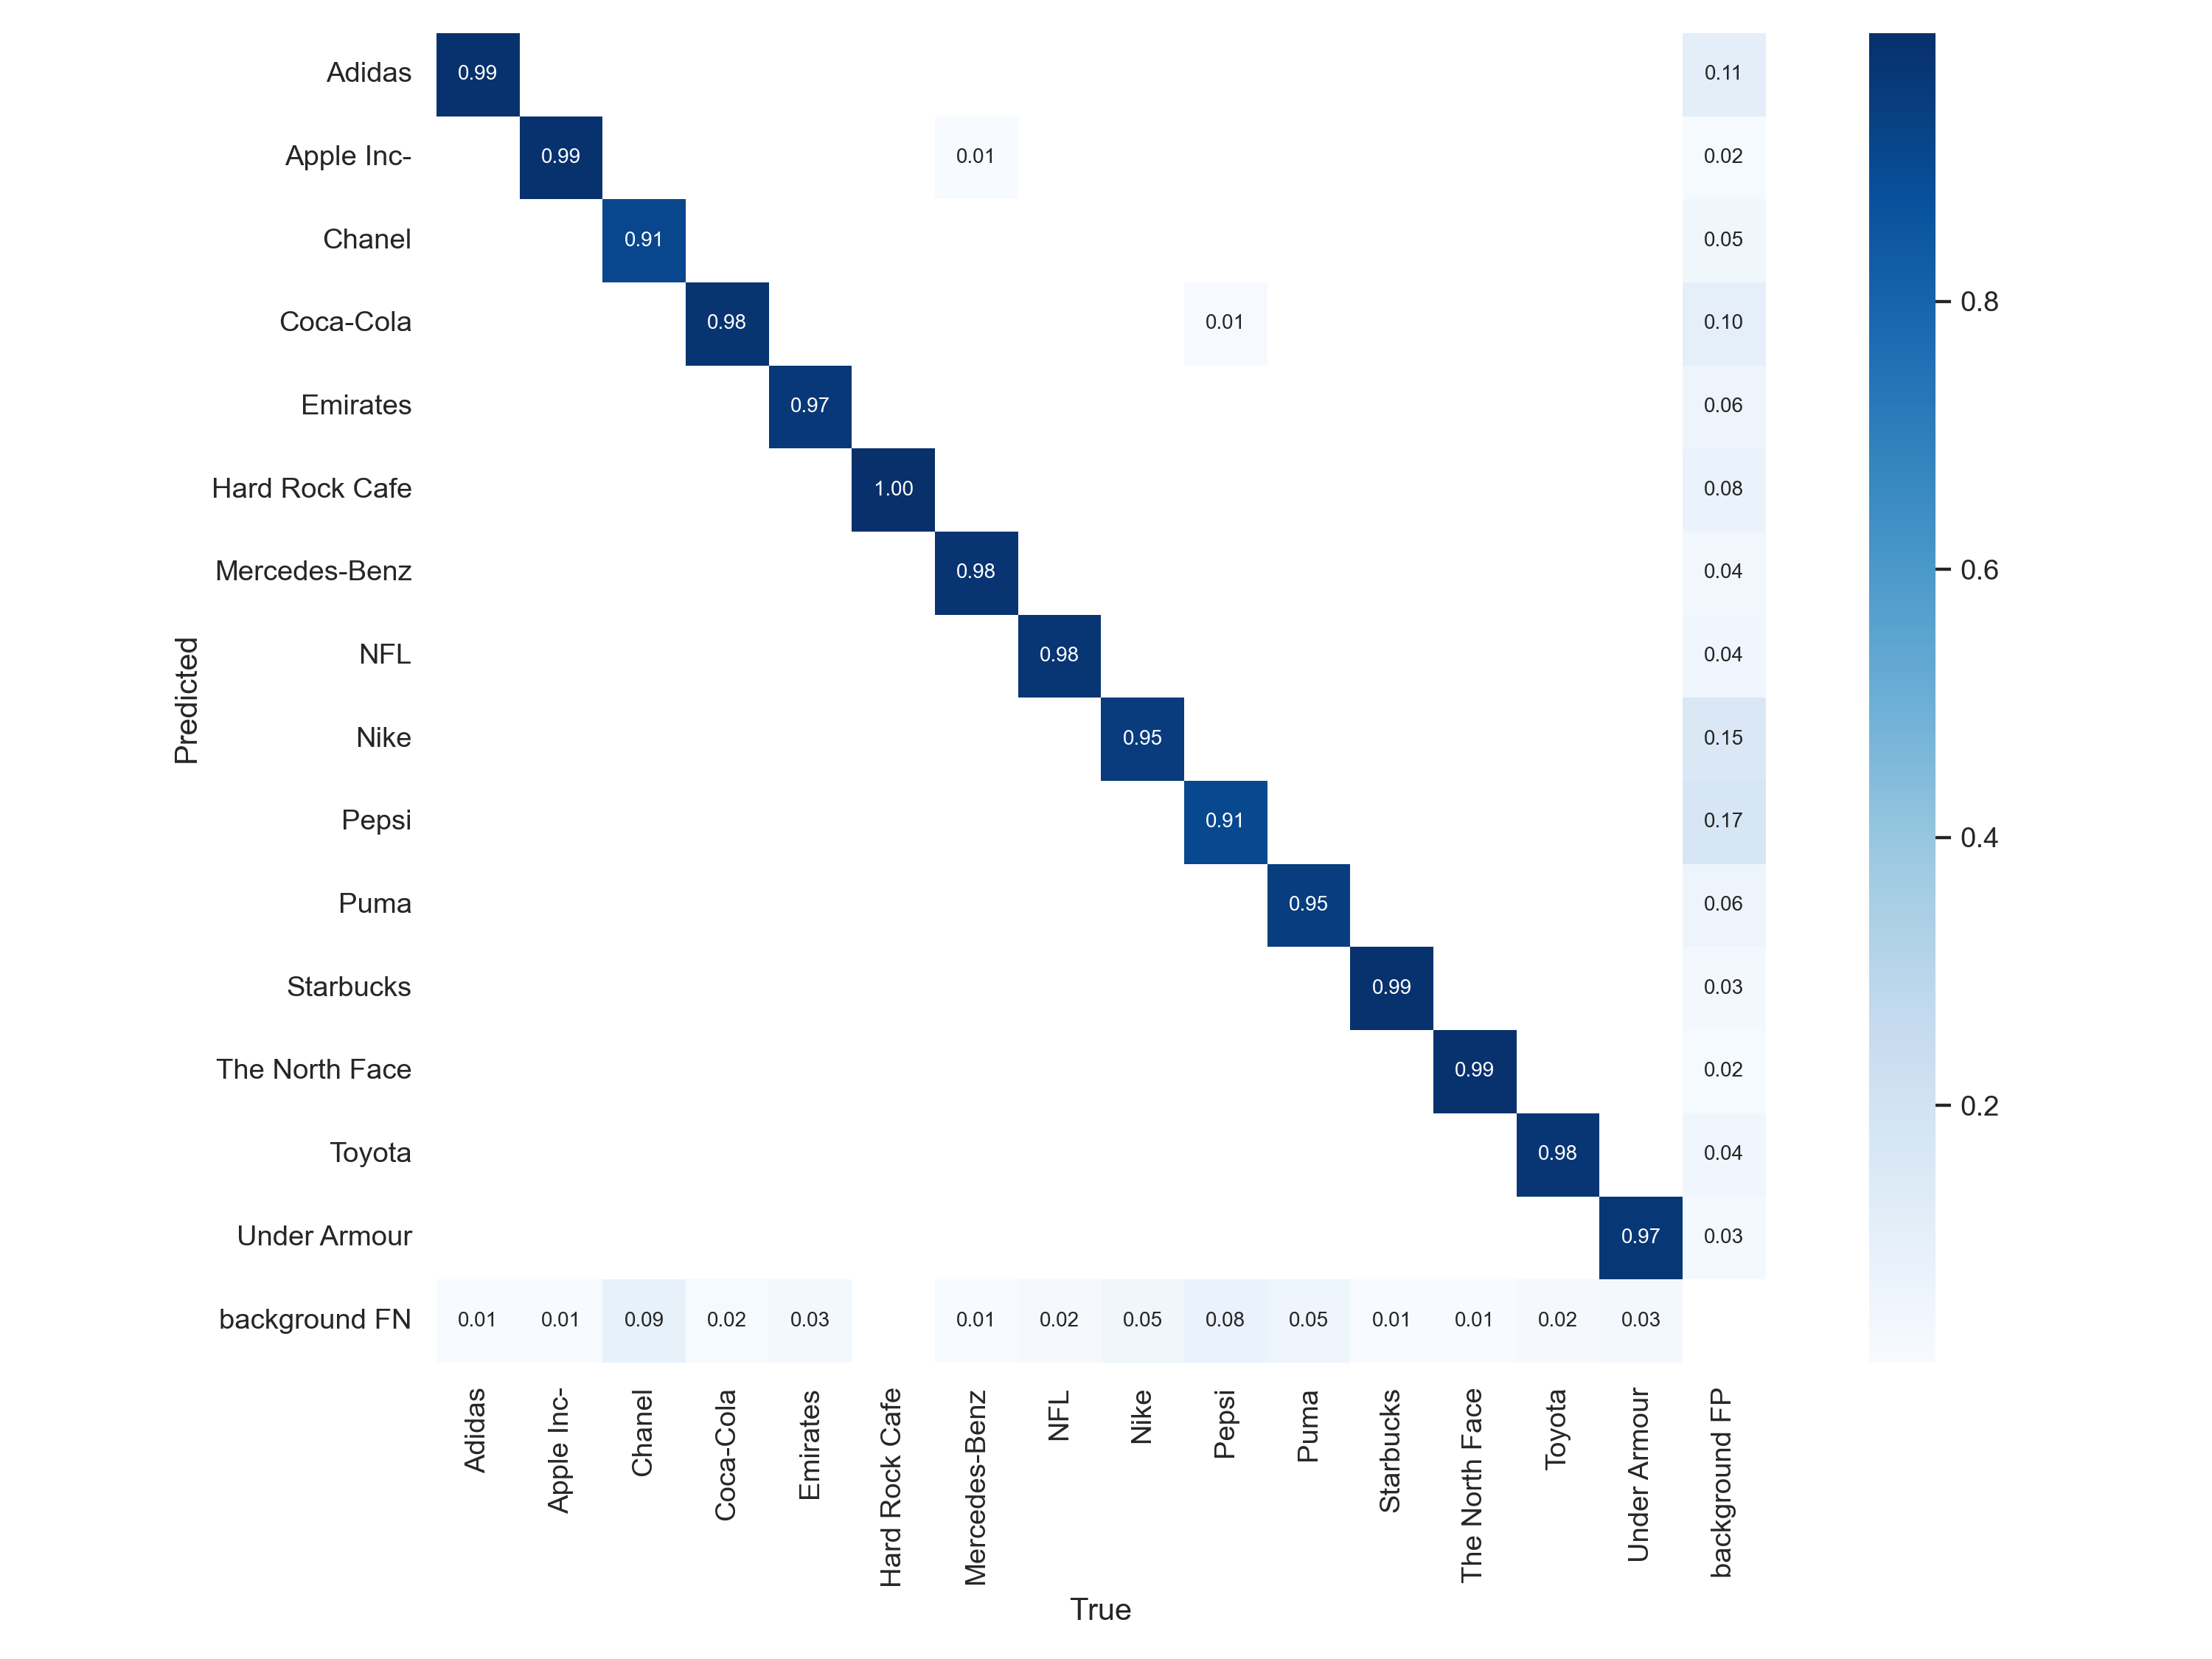 Adidas 0.99 0.11
Apple Inc- 0.99 0.01 0.02
Chanel 0.91 0.05
Coca-Cola 0.98 0.01 0.10
0.8
Emirates 0.97 0.06
Hard Rock Cafe 1.00 0.08
Mercedes-Benz 0.98 0.04
0.6
NFL 0.98 0.04
Predicted
Nike 0.95 0.15
Pepsi 0.91 0.17
0.4
Puma 0.95 0.06
Starbucks 0.99 0.03
The North Face 0.99 0.02
0.2
Toyota 0.98 0.04
Under Armour 0.97 0.03
background FN 0.01 0.01 0.09 0.02 0.03 0.01 0.02 0.05 0.08 0.05 0.01 0.01 0.02 0.03
Adidas
Apple Inc-
Chanel
Coca-Cola
Emirates
Hard Rock Cafe
Mercedes-Benz
NFL
Nike
Pepsi
Puma
Starbucks
The North Face
Toyota
Under Armour
background FP
True